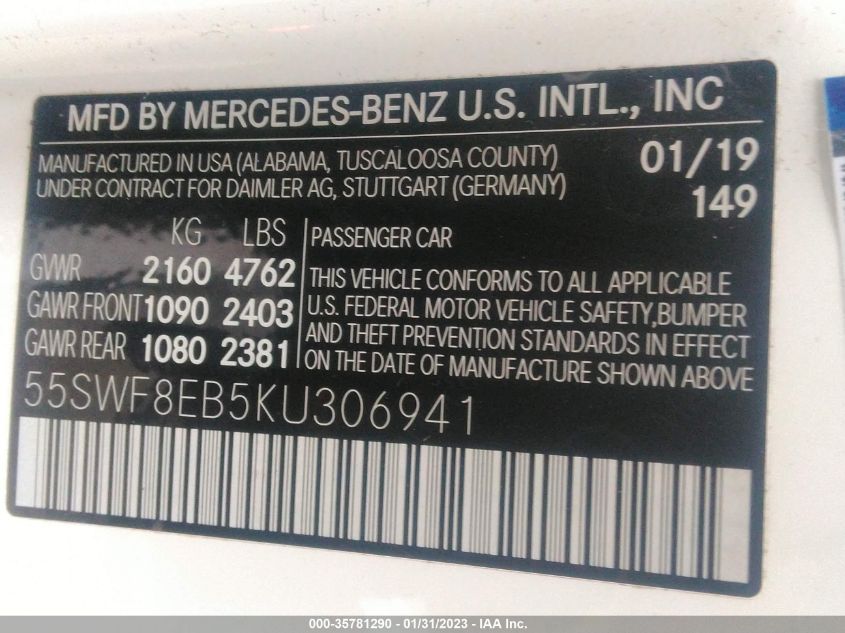 MFD BY MERCEDES-BENZ U.S. INTL., INC
MANUFACTURED IN USA (ALABAMA, TUSCALOOSA COUNTY) 01/19
UNDER CONTRACT FOR DAIMLER AG, STUTTGART (GERMANY) 149
KG LBS
GVWR 2160 4762
GAWR FRONT 1090 2403
GAWR REAR 1080 2381
PASSENGER CAR
THIS VEHICLE CONFORMS TO ALL APPLICABLE
U.S. FEDERAL MOTOR VEHICLE SAFETY,BUMPER
AND THEFT PREVENTION STANDARDS IN EFFECT
ON THE DATE OF MANUFACTURE SHOWN ABOVE
55SWF8EB5KU306941
000-35781290 - 01/31/2023 - IAA Inc.